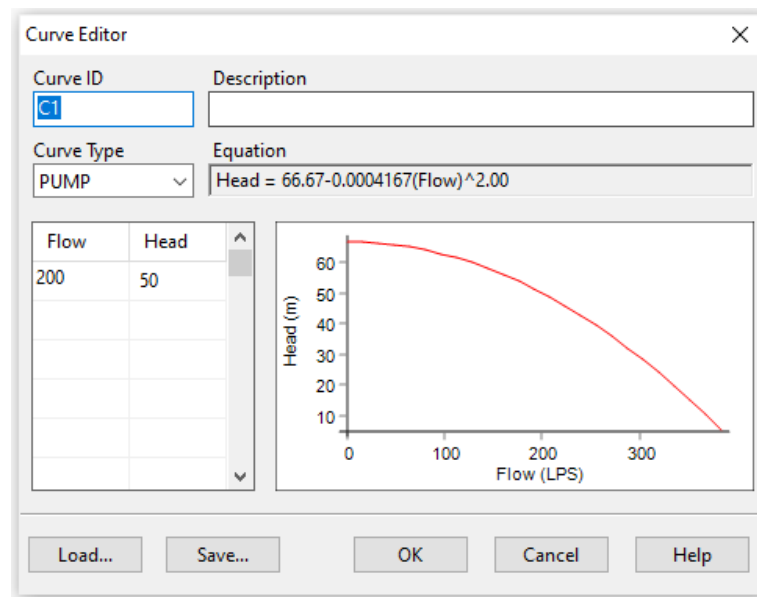 Curve Editor
Curve ID Description
C1
Curve Type Equation
PUMP Head = 66.67-0.0004167(Flow)^2.00
Flow Head
200 50
Head (m)
60
50
40
30
20
10
0 100 200 300
Flow (LPS)
Load... Save... OK Cancel Help